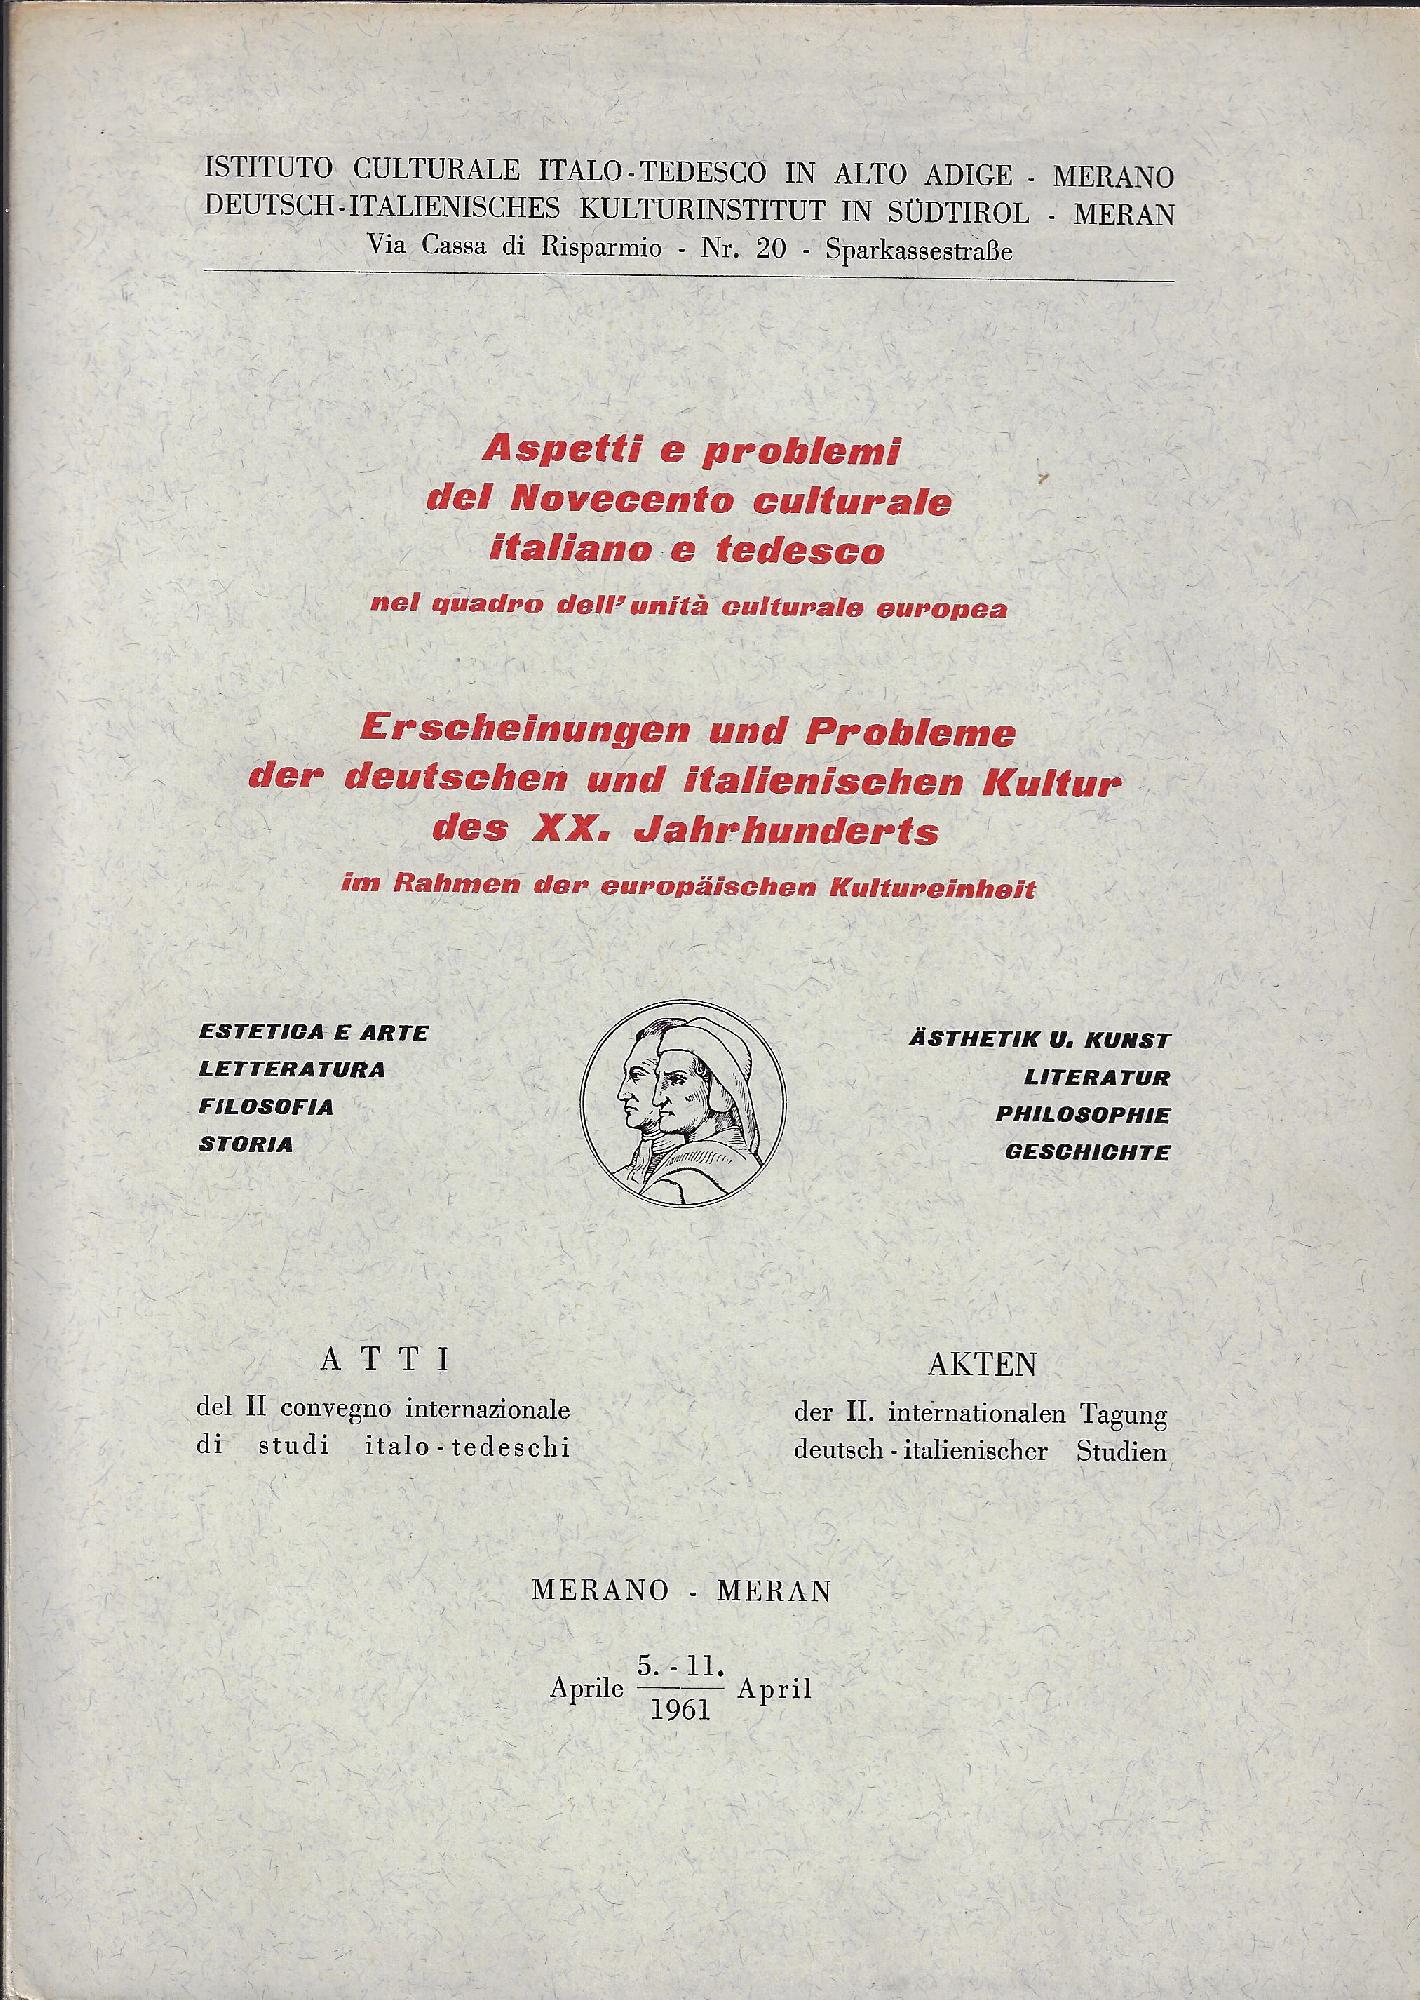 ISTITUTO CULTURALE ITALO-TEDESCO IN ALTO ADIGE - MERANO
DEUTSCH-ITALIENISCHES KULTURINSTITUT IN SÜDTIROL - MERAN
Via Cassa di Risparmio - Nr. 20 - Sparkassestraße
Aspetti e problemi
del Novecento culturale
italiano e tedesco
nel quadro dell'unità culturale europea
Erscheinungen und Probleme
der deutschen und italienischen Kultur
des XX. Jahrhunderts
im Rahmen der europäischen Kultureinheit
ESTETICA E ARTE
LETTERATURA
FILOSOFIA
STORIA
ÄSTHETIK U. KUNST
LITERATUR
PHILOSOPHIE
GESCHICHTE
ATTI
del II convegno internazionale
di studi italo-tedeschi
AKTEN
der II. internationalen Tagung
deutsch-italienischer Studien
MERANO - MERAN
Aprile 5. - 11. April
1961